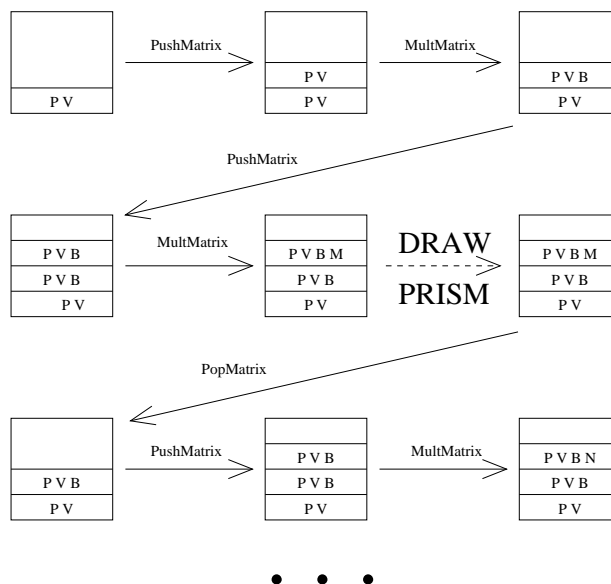 PushMatrix MultMatrix
P V P V B
P V P V P V
PushMatrix
MultMatrix DRAW
P V B P V B M P V B M
P V B P V B P V B
PRISM
P V P V P V
PopMatrix
PushMatrix MultMatrix
P V B P V B N
P V B P V B P V B
P V P V P V